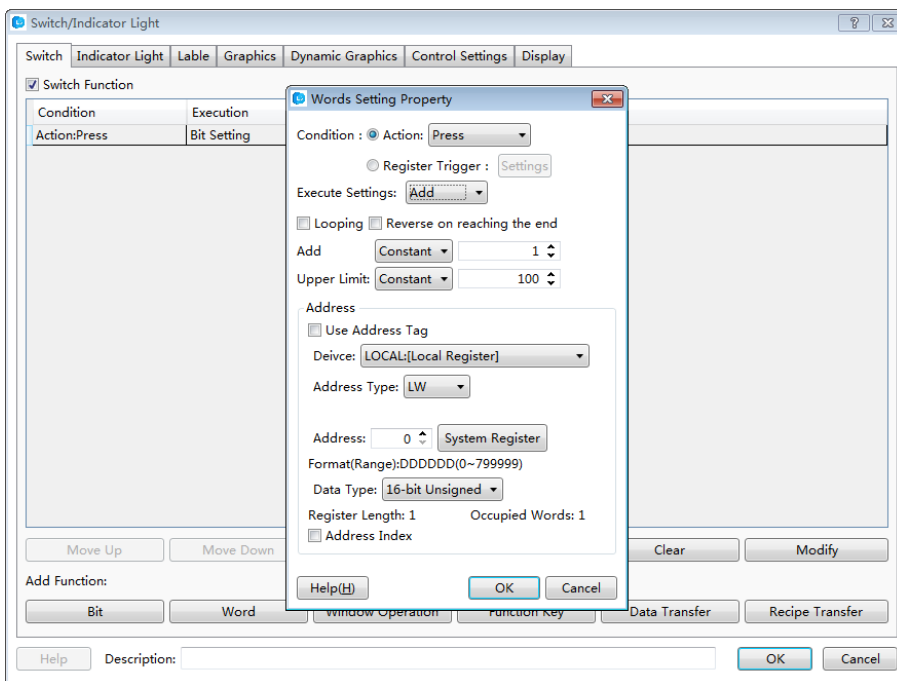 Switch/Indicator Light
Switch Indicator Light Lable Graphics Dynamic Graphics Control Settings Display
Switch Function
Condition Execution
Action:Press Bit Setting
Words Setting Property
Condition : Action: Press
Register Trigger : Settings
Execute Settings: Add
Looping Reverse on reaching the end
Add Constant 1
Upper Limit: Constant 100
Address
Use Address Tag
Deivce: LOCAL:[Local Register]
Address Type: LW
Address: 0 System Register
Format(Range):DDDDDD(0~799999)
Data Type: 16-bit Unsigned
Register Length: 1 Occupied Words: 1
Address Index
Help(H) OK Cancel
Move Up Move Down Clear Modify
Add Function:
Bit Word Window Operation Function Key Data Transfer Recipe Transfer
Help Description: OK Cancel